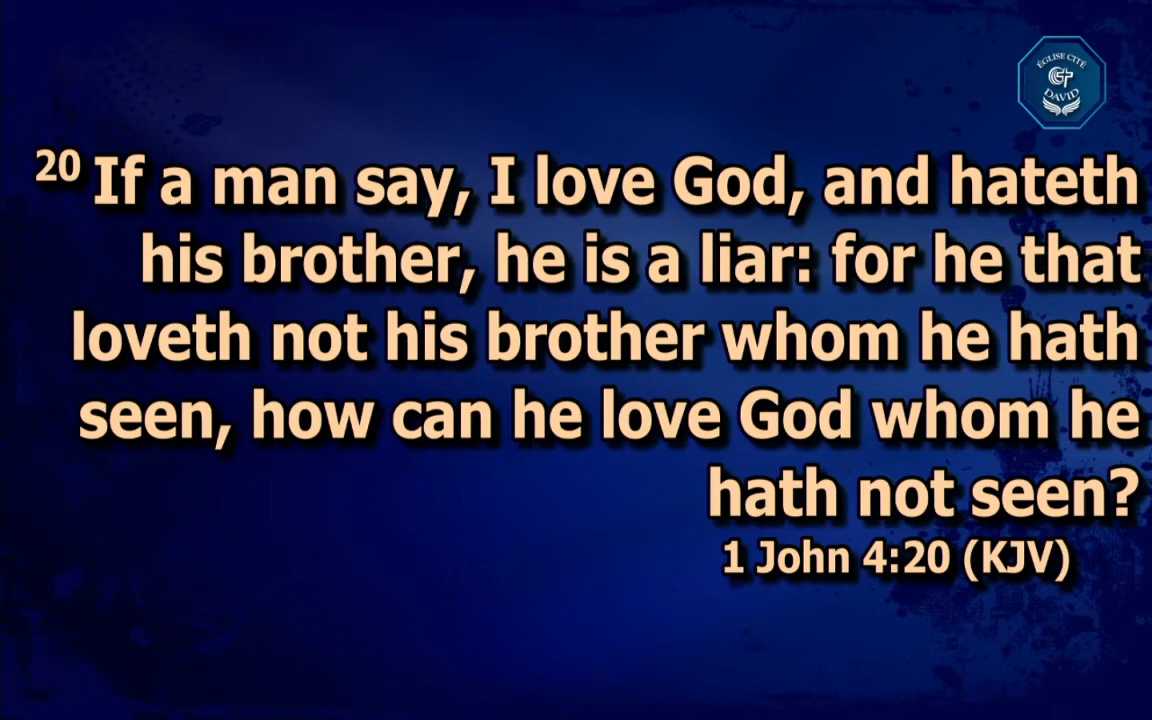 ÉGLISE CITÉ
DAVID
20 If a man say, I love God, and hateth
his brother, he is a liar: for he that
loveth not his brother whom he hath
seen, how can he love God whom he
hath not seen?
1 John 4:20 (KJV)